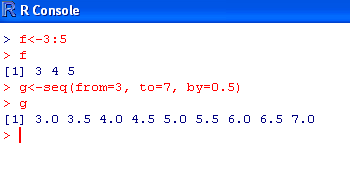 R Console
> f<-3:5
> f
[1] 3 4 5
> g<-seq(from=3, to=7, by=0.5)
> g
[1] 3.0 3.5 4.0 4.5 5.0 5.5 6.0 6.5 7.0
>